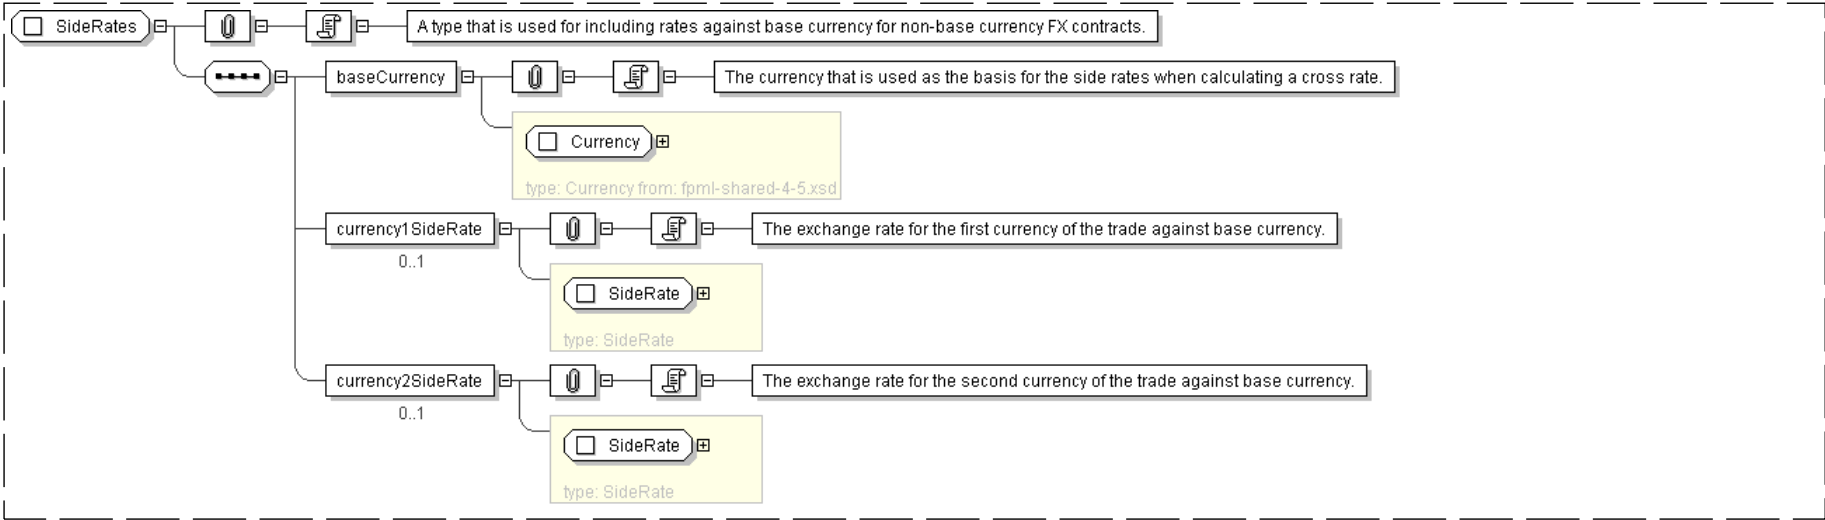 SideRates
A type that is used for including rates against base currency for non-base currency FX contracts.
baseCurrency
The currency that is used as the basis for the side rates when calculating a cross rate.
Currency
type: Currency from: fpml-shared-4-5.xsd
currency1SideRate
The exchange rate for the first currency of the trade against base currency.
0..1
SideRate
type: SideRate
currency2SideRate
The exchange rate for the second currency of the trade against base currency.
0..1
SideRate
type: SideRate